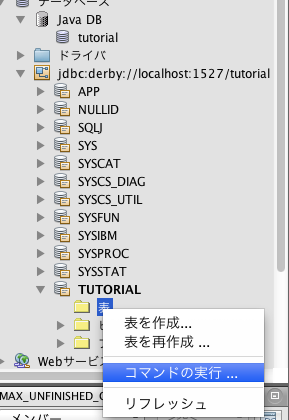 データベース
Java DB
tutorial
ドライバ
jdbc:derby://localhost:1527/tutorial
APP
NULLID
SQLJ
SYS
SYSCAT
SYSCS_DIAG
SYSCS_UTIL
SYSFUN
SYSIBM
SYSPROC
SYSSTAT
TUTORIAL
表
表を作成...
表を再作成 ...
コマンドの実行 ...
リフレッシュ
Webサービス
MAX_UNFINISHED_
メンバー